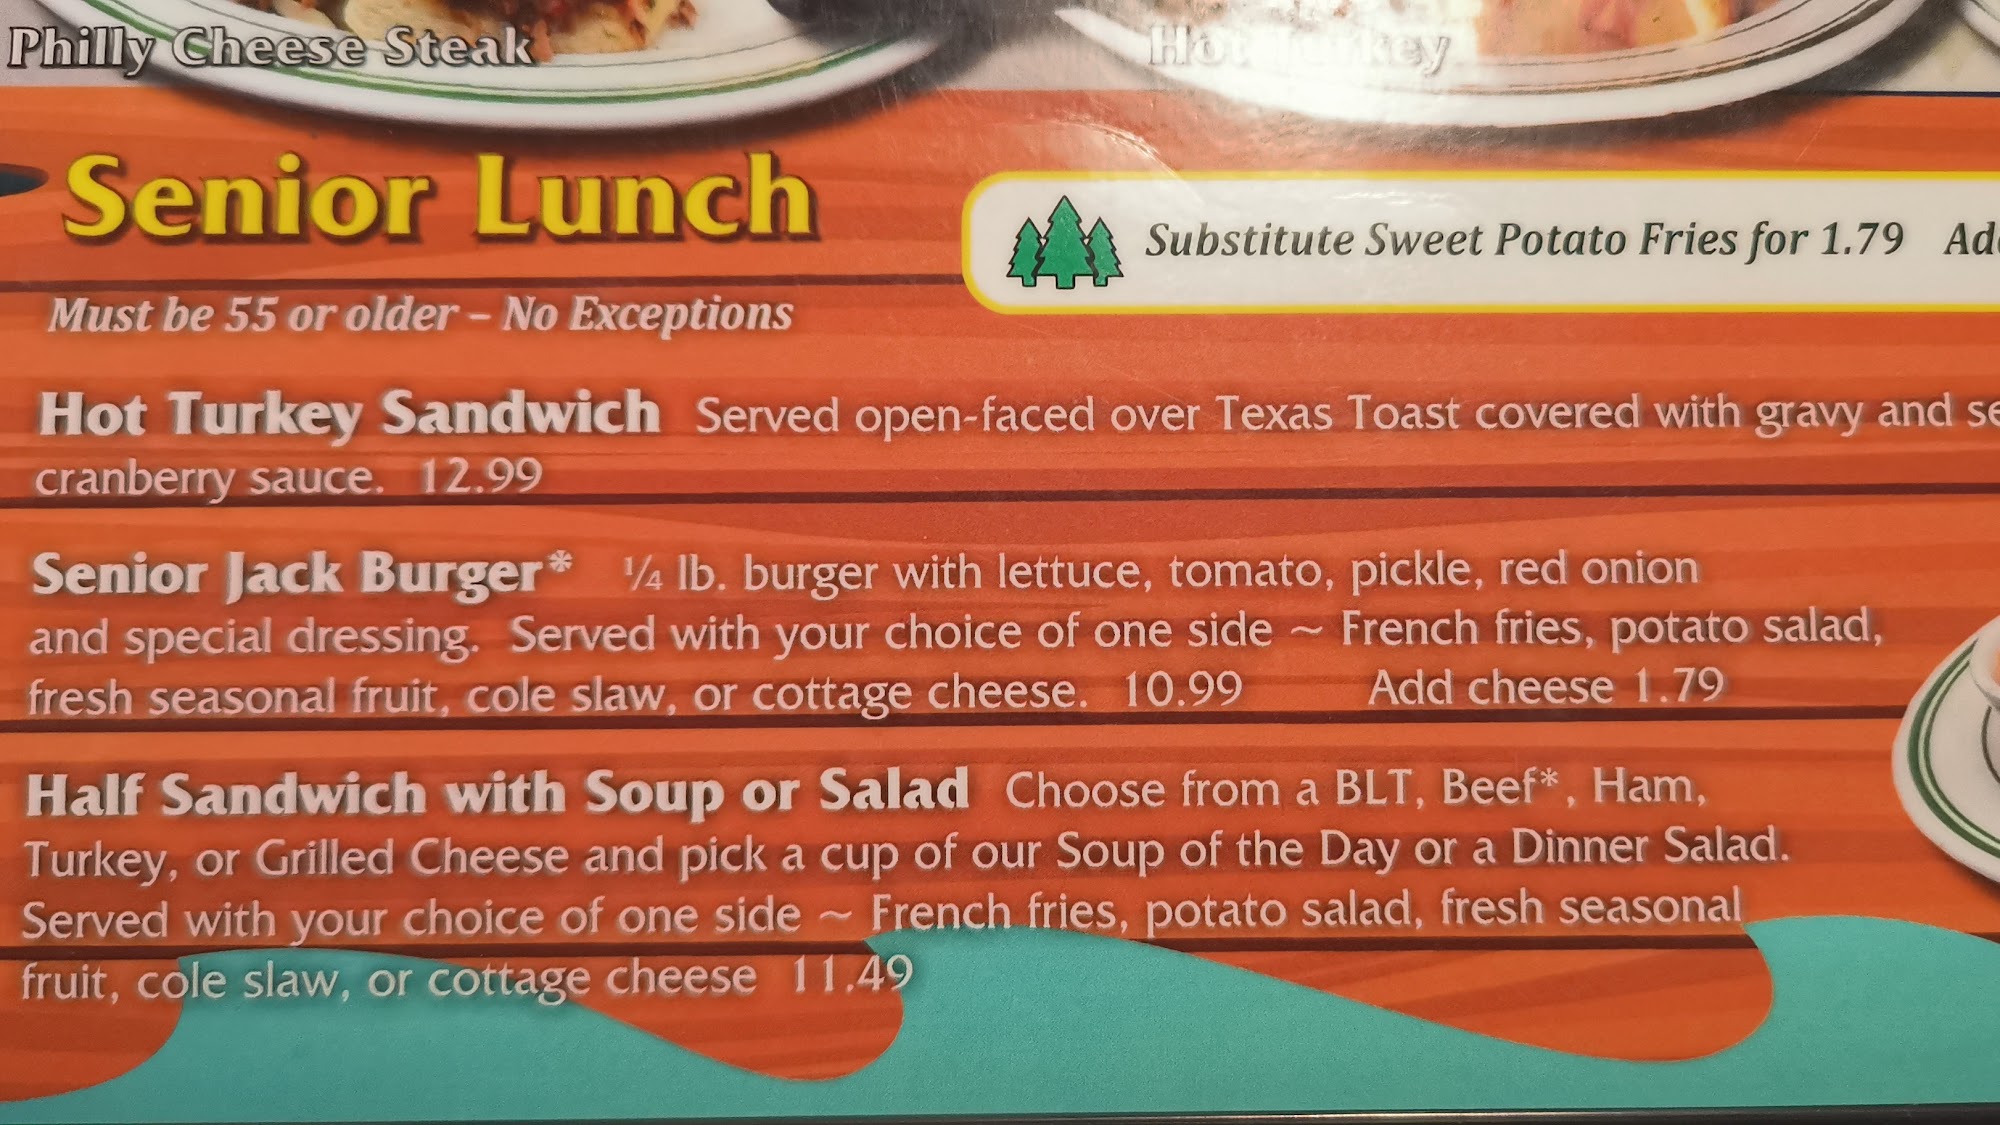 Philly Cheese Steak
Hot Turkey
Senior Lunch
Substitute Sweet Potato Fries for 1.79
Must be 55 or older – No Exceptions
Hot Turkey Sandwich Served open-faced over Texas Toast covered with gravy and
cranberry sauce. 12.99
Senior Jack Burger* ¼ lb. burger with lettuce, tomato, pickle, red onion
and special dressing. Served with your choice of one side ~ French fries, potato salad,
fresh seasonal fruit, cole slaw, or cottage cheese. 10.99 Add cheese 1.79
Half Sandwich with Soup or Salad Choose from a BLT, Beef*, Ham,
Turkey, or Grilled Cheese and pick a cup of our Soup of the Day or a Dinner Salad.
Served with your choice of one side ~ French fries, potato salad, fresh seasonal
fruit, cole slaw, or cottage cheese 11.49